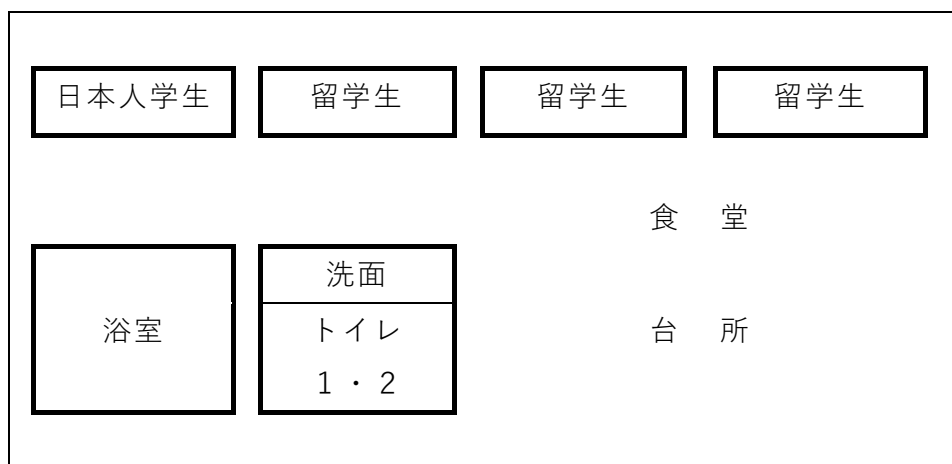 日本人学生 留学生 留学生 留学生
食 堂
洗面
浴室 トイレ 台 所
1・2